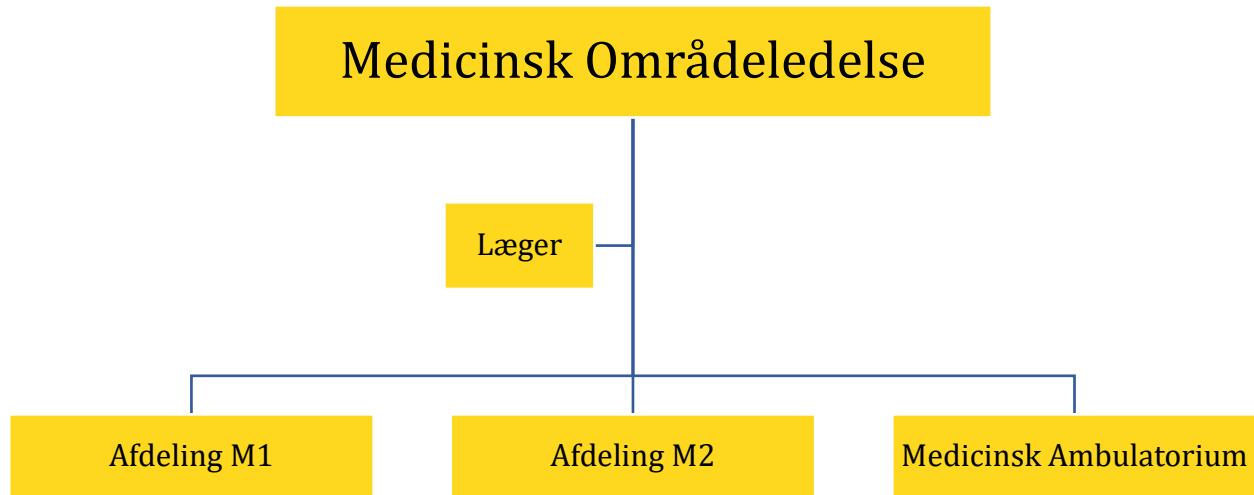 Medicinsk Områdeledelse
Læger
Afdeling M1
Afdeling M2
Medicinsk Ambulatorium